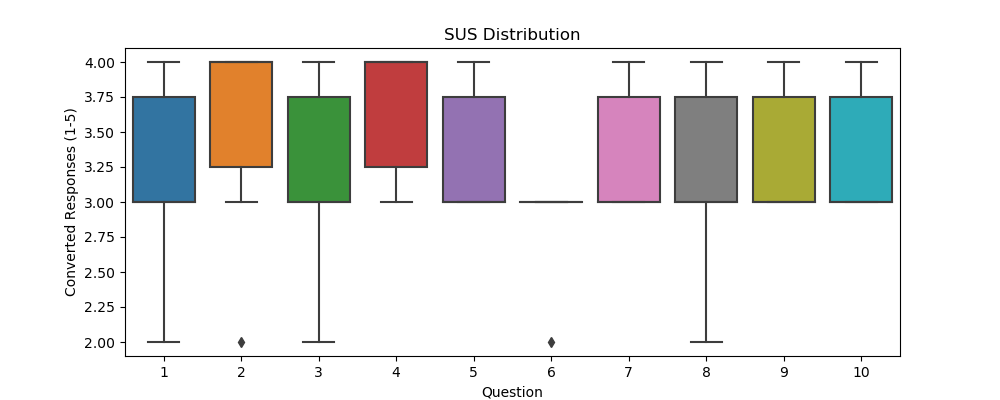 SUS Distribution
Converted Responses (1-5)
4.00
3.75
3.50
3.25
3.00
2.75
2.50
2.25
2.00
1 2 3 4 5 6 7 8 9 10
Question